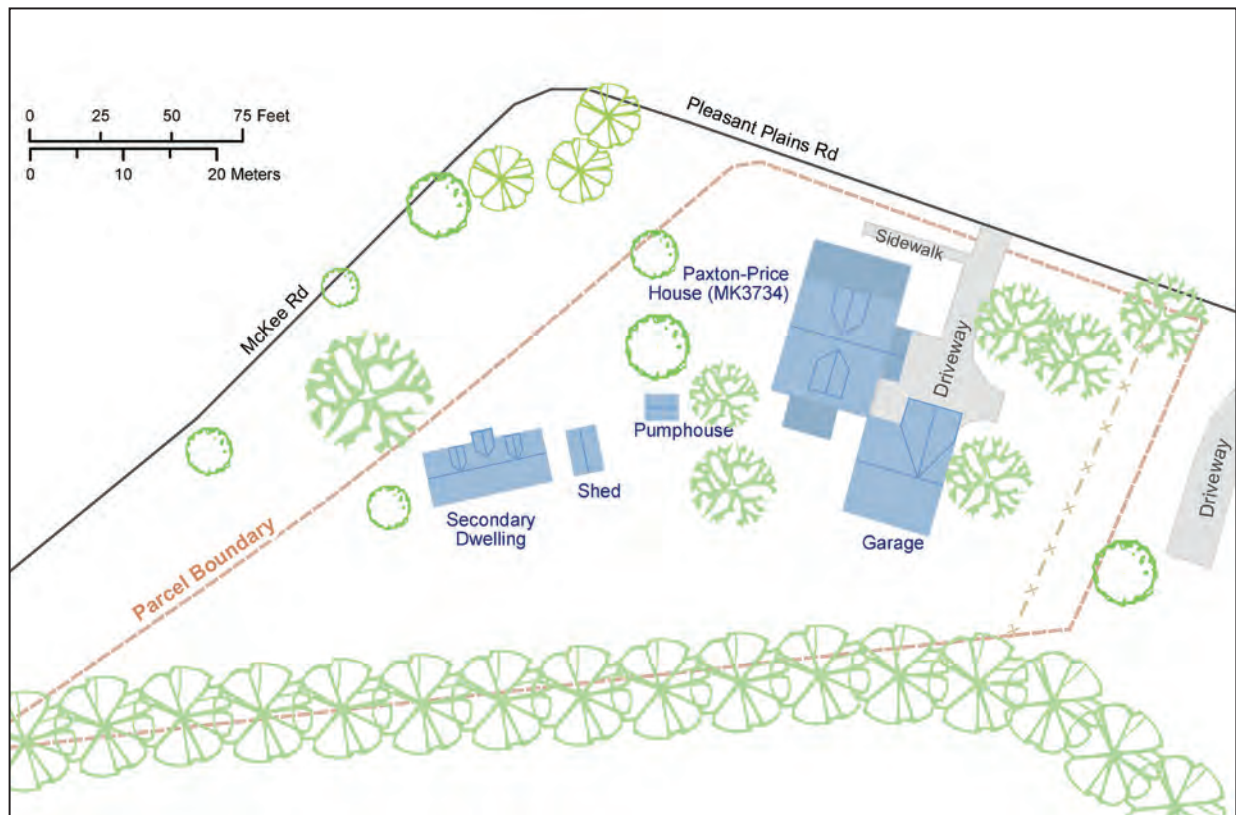 0 25 50 75 Feet
0 10 20 Meters
McKee Rd
Pleasant Plains Rd
Sidewalk
Paxton-Price
House (MK3734)
Driveway
Pumphouse
Shed
Secondary
Dwelling
Garage
Driveway
Parcel Boundary